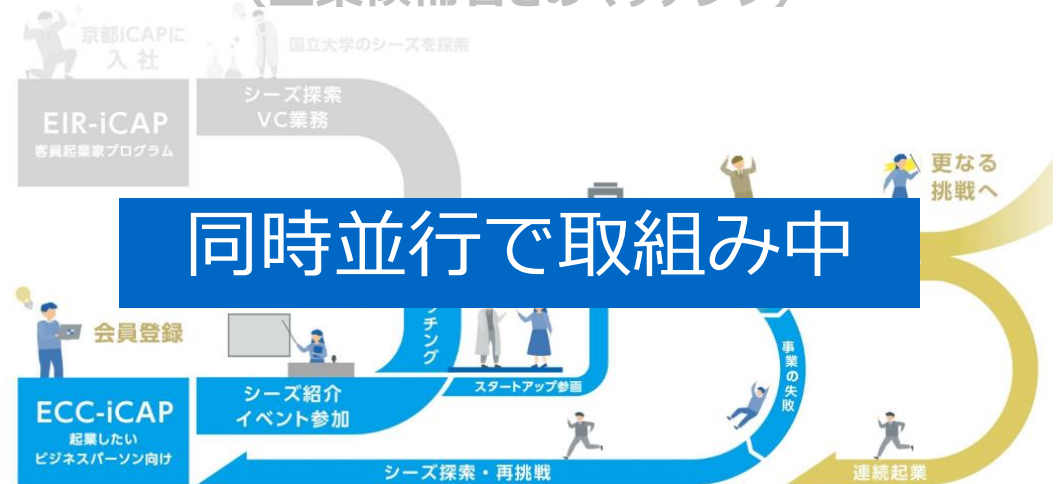 京都iCAPに
入社
国立大学のシーズを探索
EIR-iCAP
客員起業家プログラム
シーズ探索
VC業務
更なる
挑戦へ
同時並行で取組み中
会員登録
チング
スタートアップ参画
事業の失敗
ECC-iCAP
起業したい
ビジネスパーソン向け
シーズ紹介
イベント参加
シーズ探索・再挑戦
連続起業